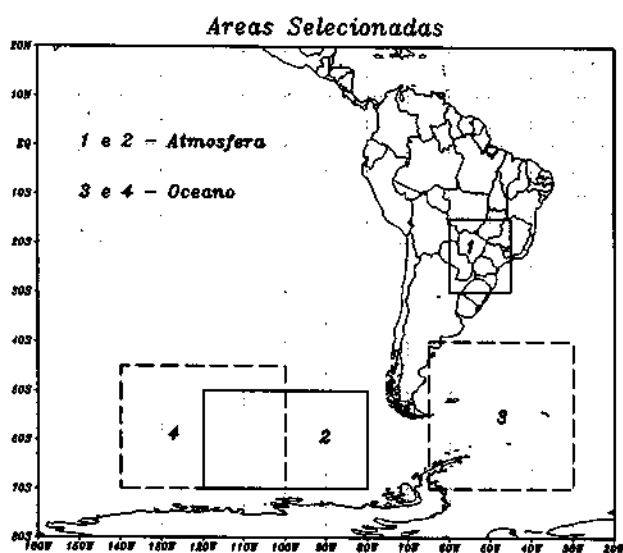 Areas Selecionadas
20N
10N
EQ
10S
20S
30S
40S
50S
60S
70S
80S
1 e 2 - Atmosfera
3 e 4 - Oceano
1
4
2
3
160W 150W 140W 130W 120W 110W 100W 90W 80W 70W 60W 50W 40W 30W 20W